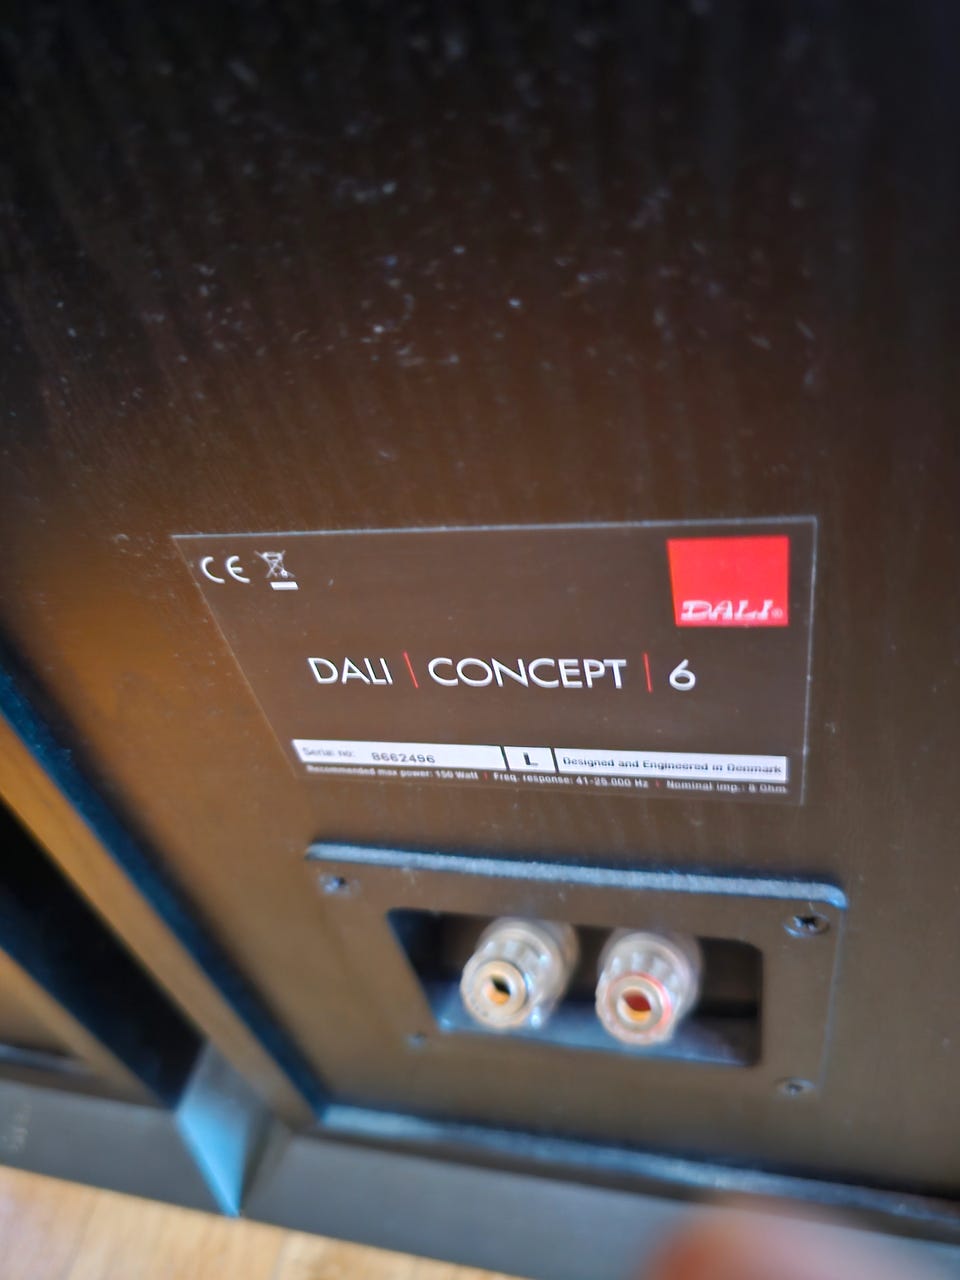 CE
DALI
DALI | CONCEPT | 6
Serial no: 8662496 L Designed and Engineered in Denmark
Recommended max power: 150 Watt | Freq. response: 41-25.000 Hz | Nominal imp.: 8 Ohm